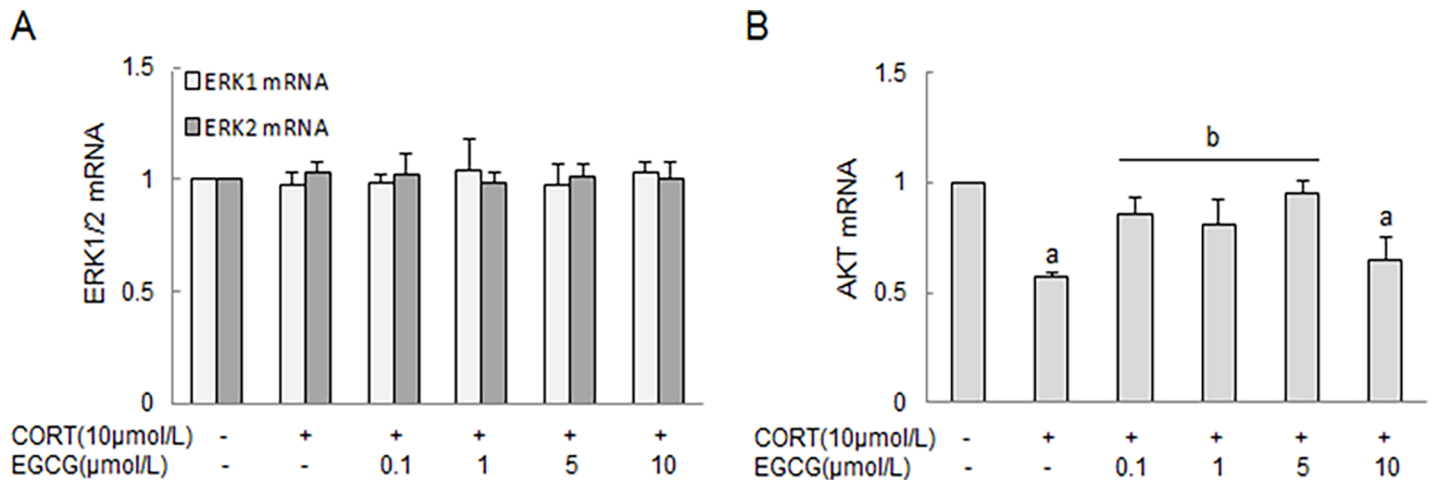 A
1.5
ERK1 mRNA
ERK2 mRNA
ERK1/2 mRNA
1
0.5
0
CORT(10μmol/L) - + + + + +
EGCG(μmol/L) - - 0.1 1 5 10
B
1.5
b
1
AKT mRNA
a
a
0.5
0
CORT(10μmol/L) - + + + + +
EGCG(μmol/L) - - 0.1 1 5 10